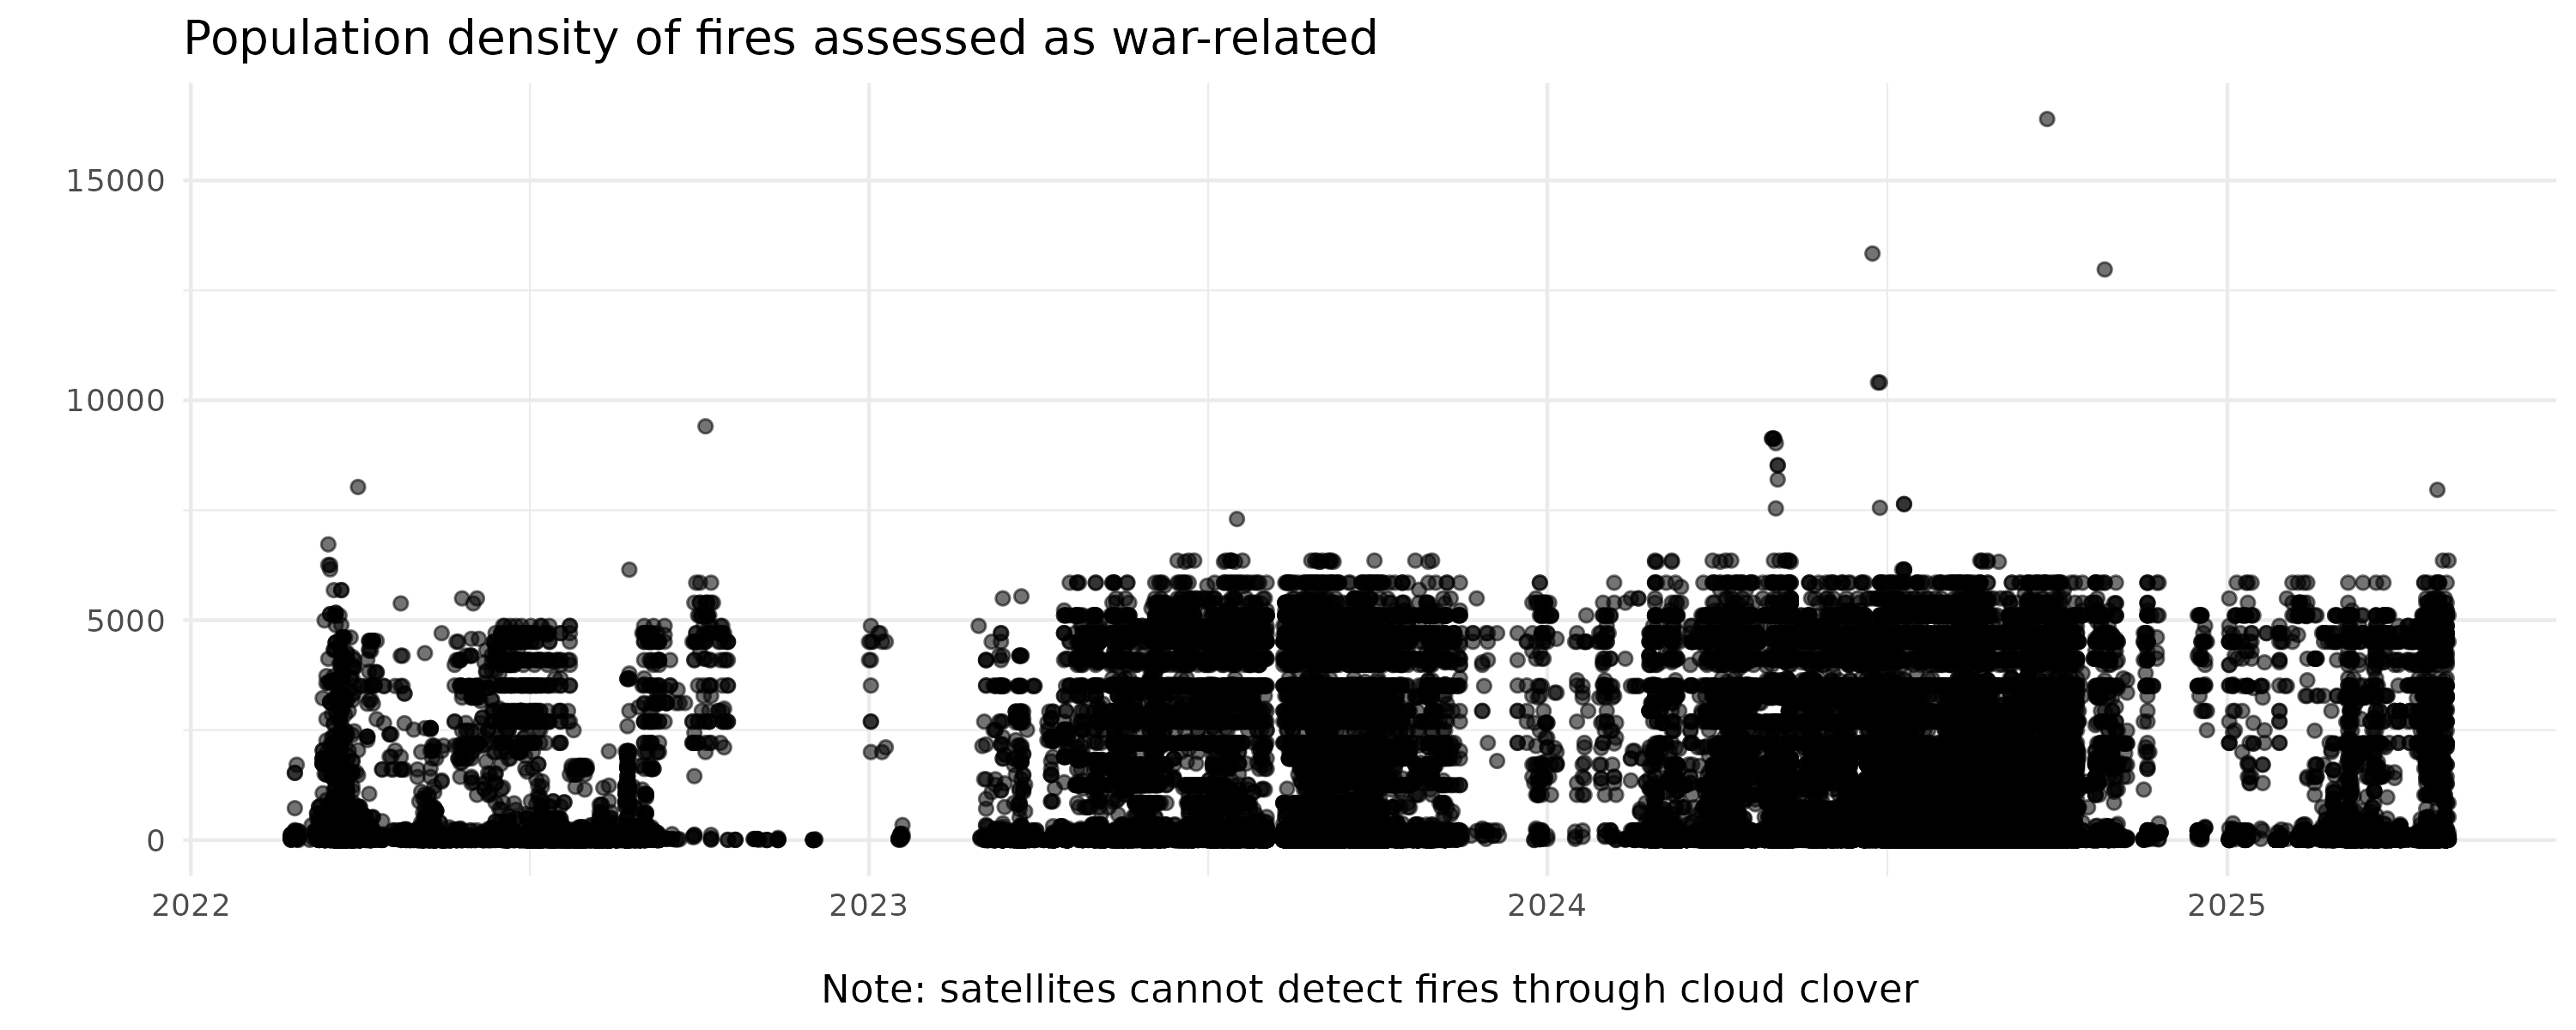 Population density of fires assessed as war-related
15000
10000
5000
0
2022 2023 2024 2025
Note: satellites cannot detect fires through cloud clover